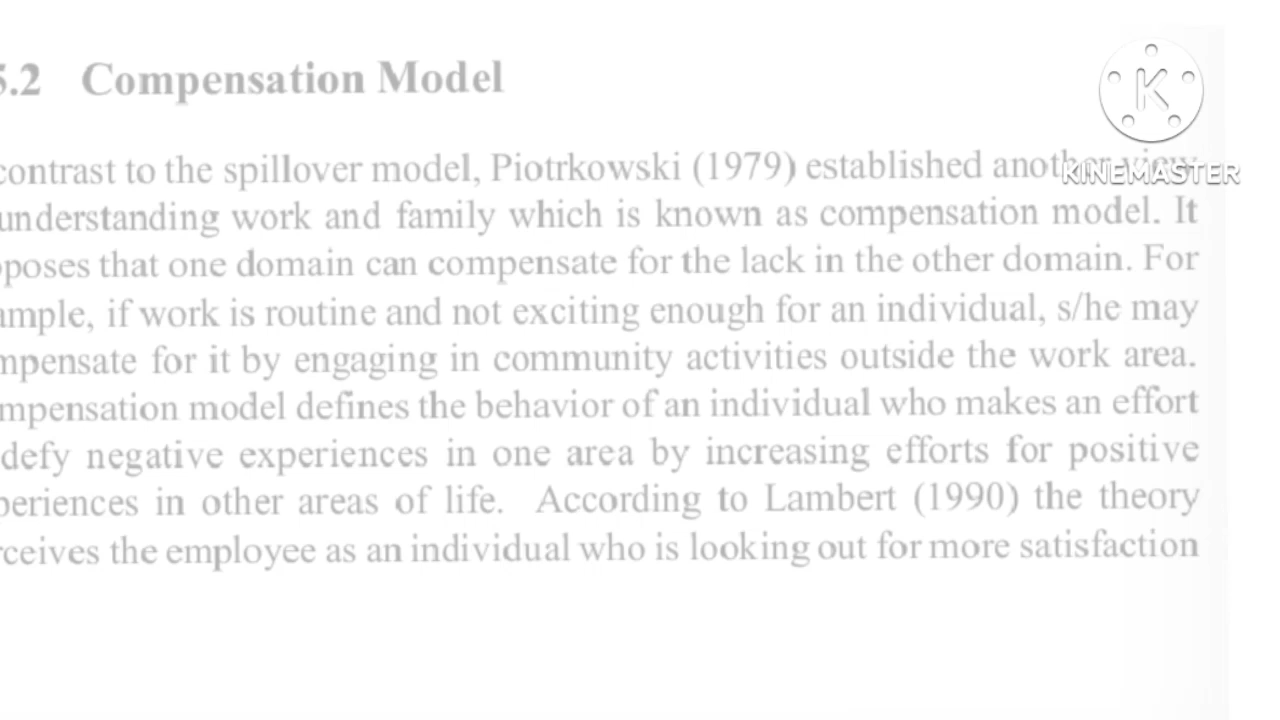 5.2 Compensation Model
contrast to the spillover model, Piotrkowski (1979) established another view
understanding work and family which is known as compensation model. It
poses that one domain can compensate for the lack in the other domain. For
ample, if work is routine and not exciting enough for an individual, s/he may
mpensate for it by engaging in community activities outside the work area.
mpensation model defines the behavior of an individual who makes an effort
defy negative experiences in one area by increasing efforts for positive
periences in other areas of life. According to Lambert (1990) the theory
ceives the employee as an individual who is looking out for more satisfaction
K
KINEMASTER